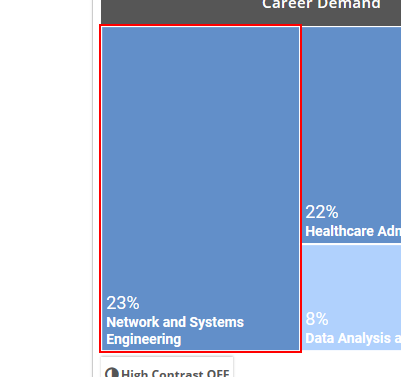 Career Demand
22%
Healthcare Adm
23%
Network and Systems
Engineering
8%
Data Analysis a
High Contrast OFF